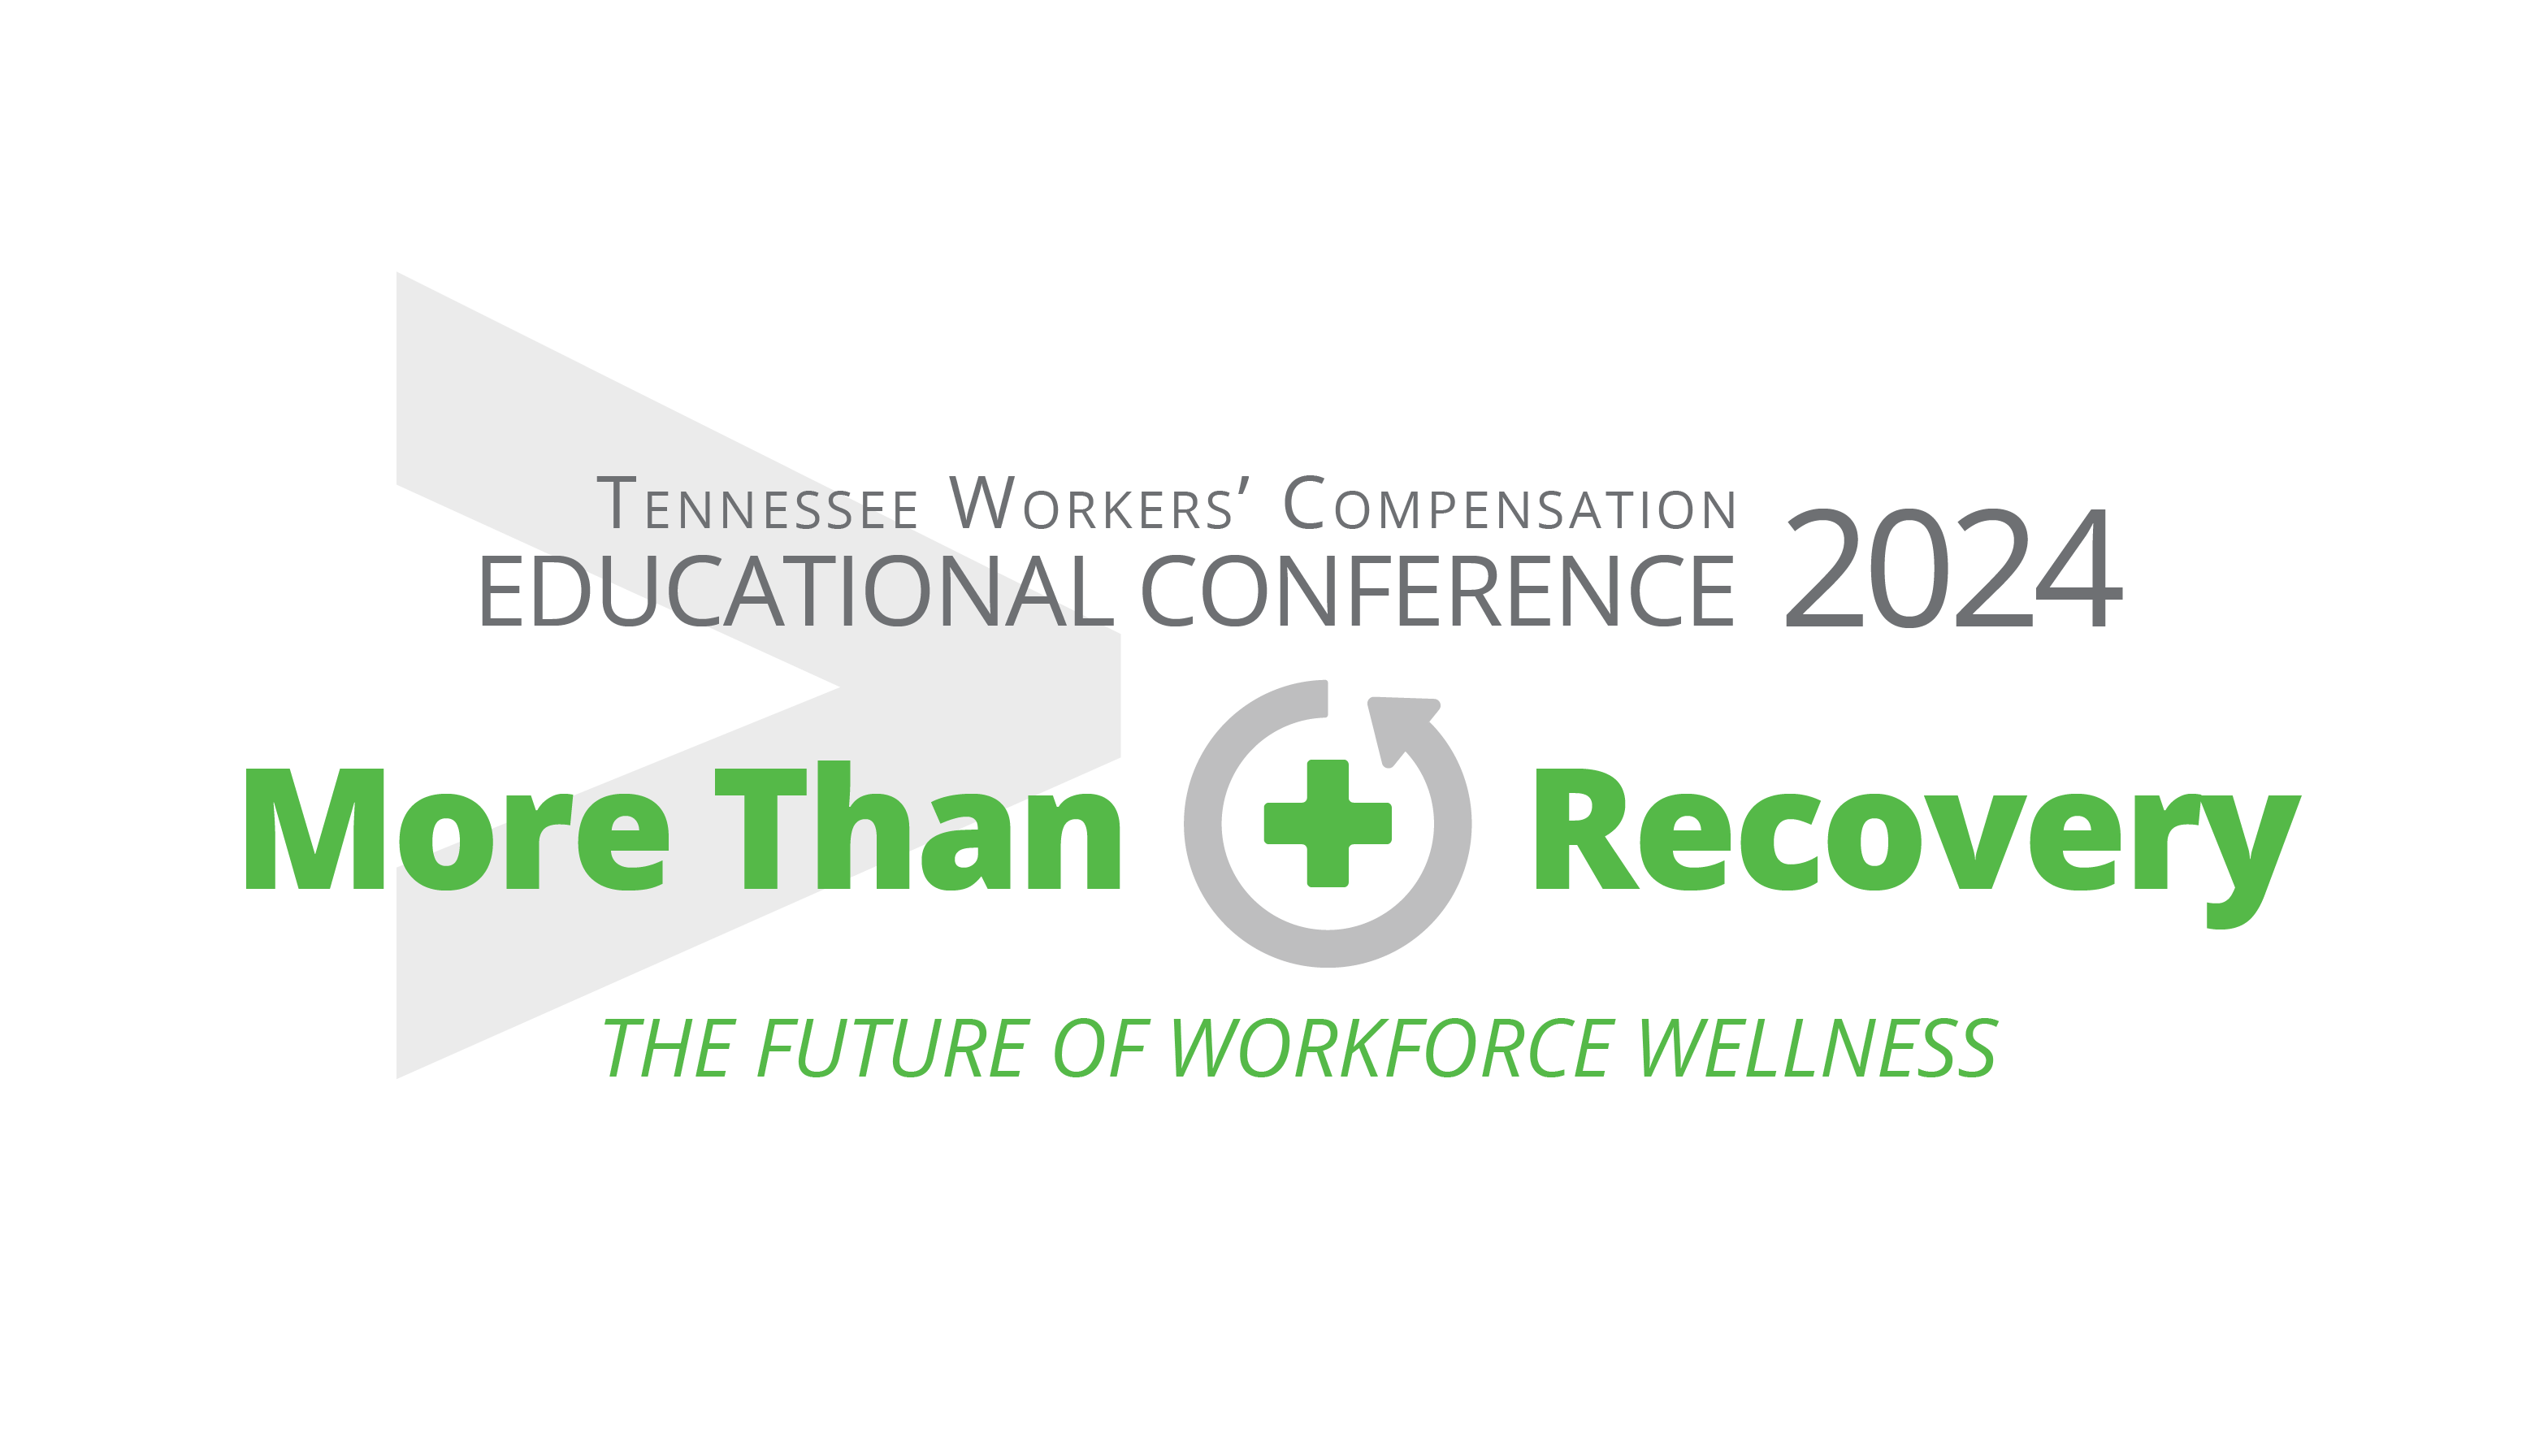 Tennessee Workers’ Compensation
EDUCATIONAL CONFERENCE 2024
More Than Recovery
THE FUTURE OF WORKFORCE WELLNESS